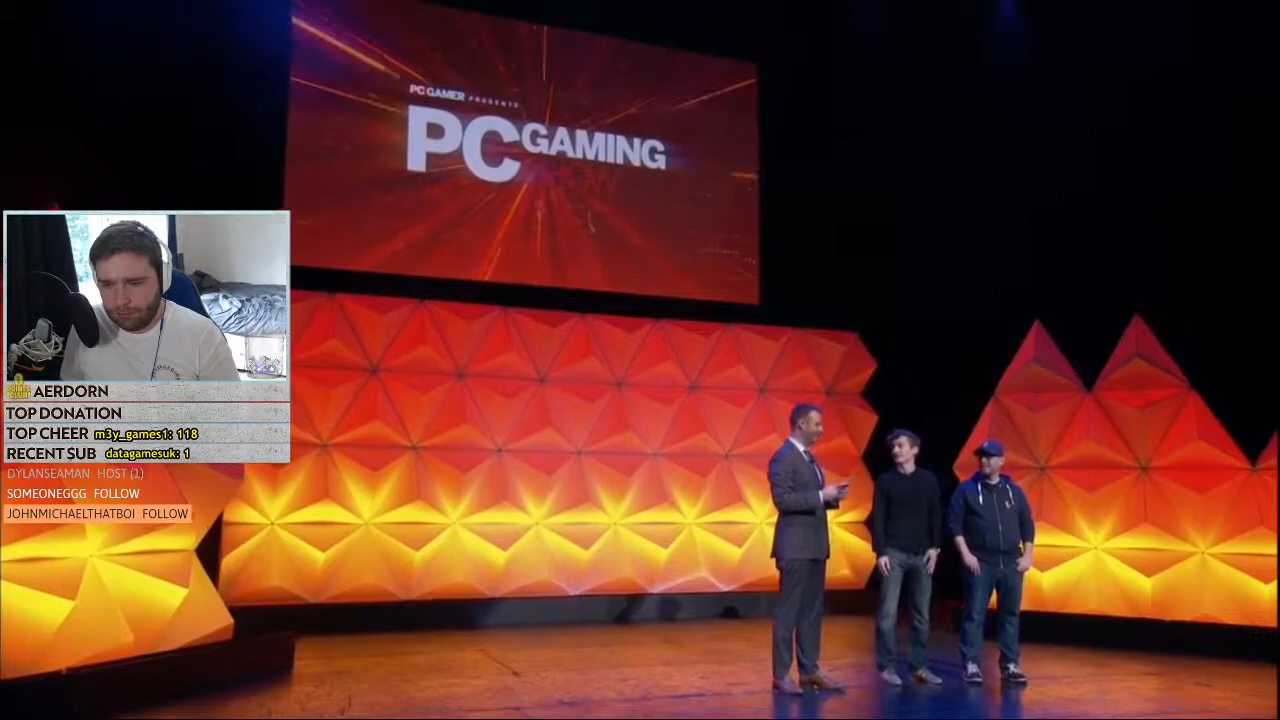 PC GAMER PRESENTS
PC GAMING
AERDORN
TOP DONATION
TOP CHEER m3y_games1: 118
RECENT SUB datagamesuk: 1
DYLANSEAMAN HOST (1)
SOMEONEGGG FOLLOW
JOHNMICHAELTHATBOI FOLLOW